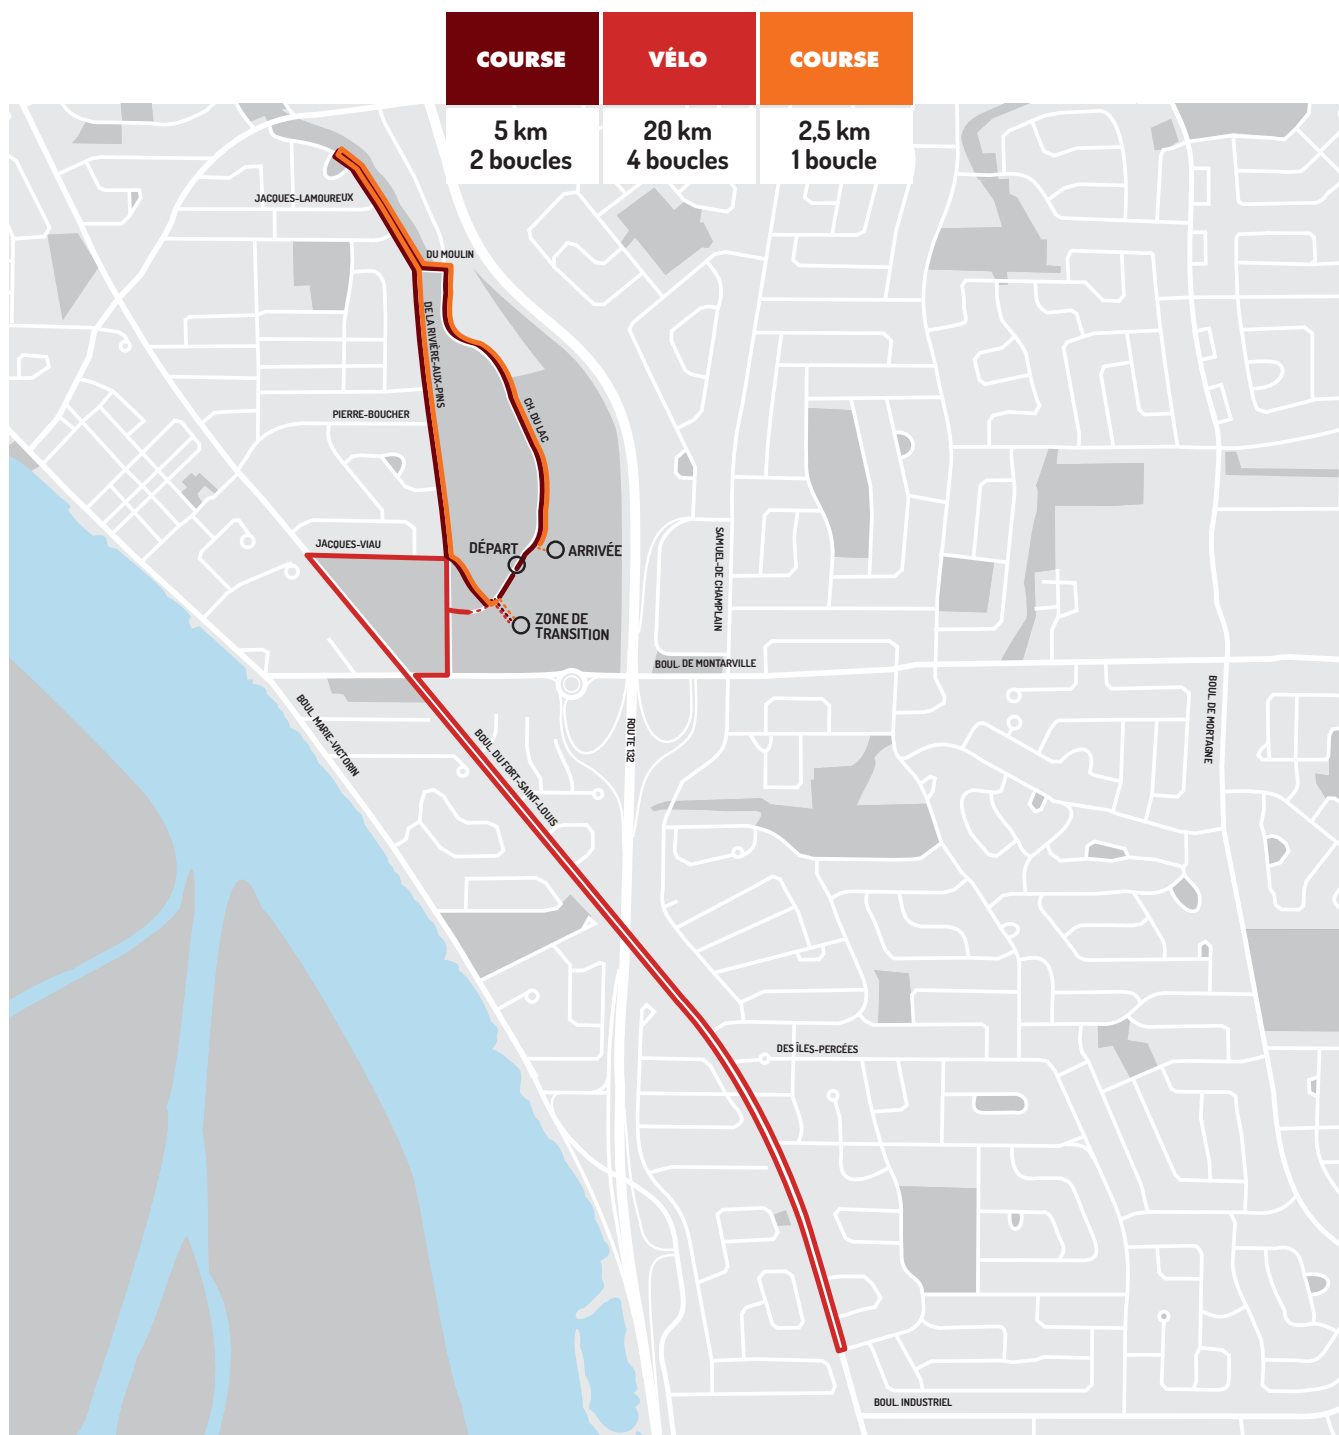 COURSE
VÉLO
COURSE
5 km
2 boucles
20 km
4 boucles
2,5 km
1 boucle
JACQUES-LAMOUREUX
DU MOULIN
DE LA RIVIÈRE-AUX-PINS
PIERRE-BOUCHER
CH. DU LAC
JACQUES-VIAU
DÉPART
ARRIVÉE
SAMUEL-DE CHAMPLAIN
ZONE DE
TRANSITION
BOUL. DE MONTARVILLE
BOUL. MARIE-VICTORIN
BOUL. DU FORT-SAINT-LOUIS
ROUTE 132
BOUL. DE MORTAGNE
DES ÎLES-PERCÉES
BOUL. INDUSTRIEL